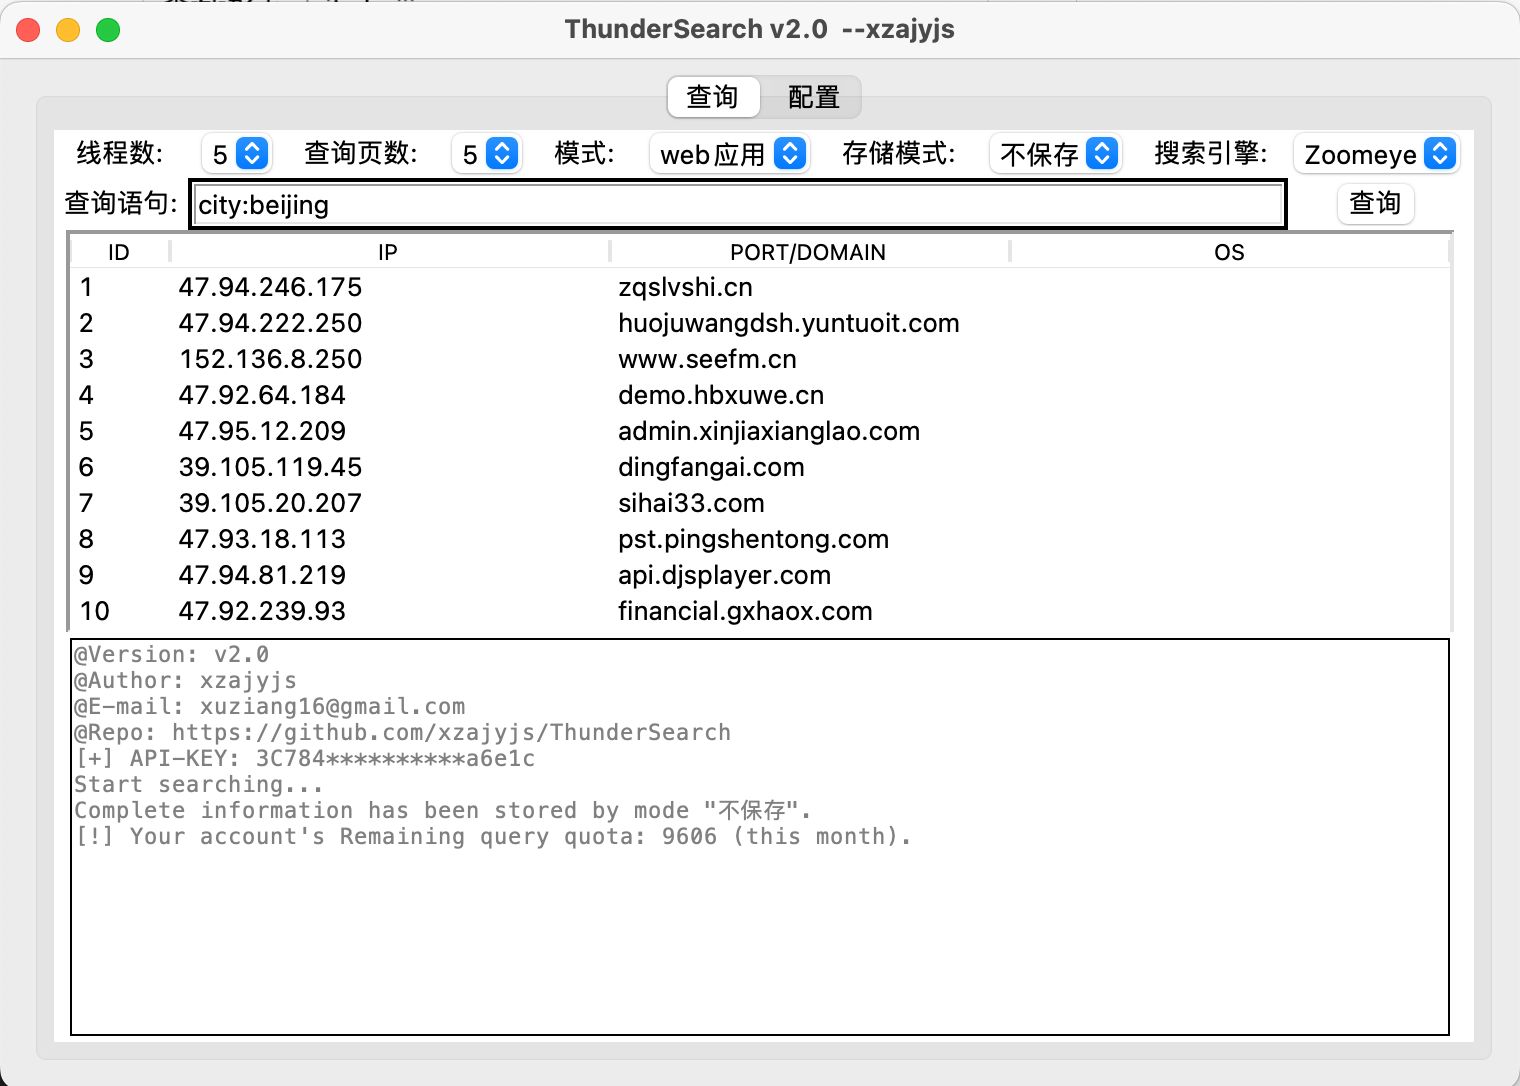 ThunderSearch v2.0 --xzajyjs
查询 配置
线程数: 5 查询页数: 5 模式: web应用 存储模式: 不保存 搜索引擎: Zoomeye
查询语句: city:beijing 查询
ID IP PORT/DOMAIN OS
1 47.94.246.175 zqslvshi.cn
2 47.94.222.250 huojuwangdsh.yuntuoit.com
3 152.136.8.250 www.seefm.cn
4 47.92.64.184 demo.hbxuwe.cn
5 47.95.12.209 admin.xinjiaxianglao.com
6 39.105.119.45 dingfangai.com
7 39.105.20.207 sihai33.com
8 47.93.18.113 pst.pingshentong.com
9 47.94.81.219 api.djsplayer.com
10 47.92.239.93 financial.gxhaox.com
@Version: v2.0
@Author: xzajyjs
@E-mail: xuziang16@gmail.com
@Repo: https://github.com/xzajyjs/ThunderSearch
[+] API-KEY: 3C784**********a6e1c
Start searching...
Complete information has been stored by mode "不保存".
[!] Your account's Remaining query quota: 9606 (this month).